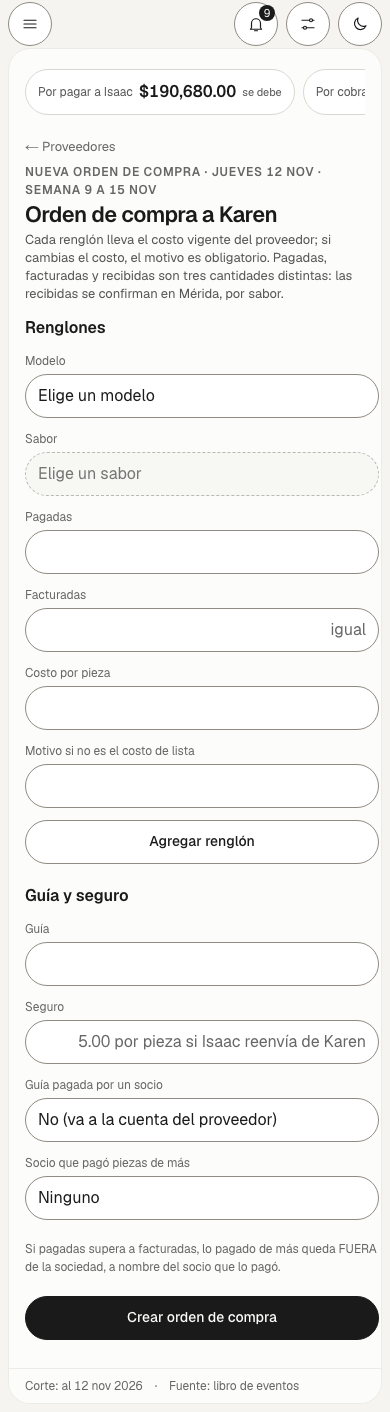 9
Por pagar a Isaac $190,680.00 se debe
Por cobra
← Proveedores
NUEVA ORDEN DE COMPRA · JUEVES 12 NOV ·
SEMANA 9 A 15 NOV
Orden de compra a Karen
Cada renglón lleva el costo vigente del proveedor; si
cambias el costo, el motivo es obligatorio. Pagadas,
facturadas y recibidas son tres cantidades distintas: las
recibidas se confirman en Mérida, por sabor.
Renglones
Modelo
Elige un modelo
Sabor
Elige un sabor
Pagadas
Facturadas
igual
Costo por pieza
Motivo si no es el costo de lista
Agregar renglón
Guía y seguro
Guía
Seguro
5.00 por pieza si Isaac reenvía de Karen
Guía pagada por un socio
No (va a la cuenta del proveedor)
Socio que pagó piezas de más
Ninguno
Si pagadas supera a facturadas, lo pagado de más queda FUERA
de la sociedad, a nombre del socio que lo pagó.
Crear orden de compra
Corte: al 12 nov 2026 · Fuente: libro de eventos